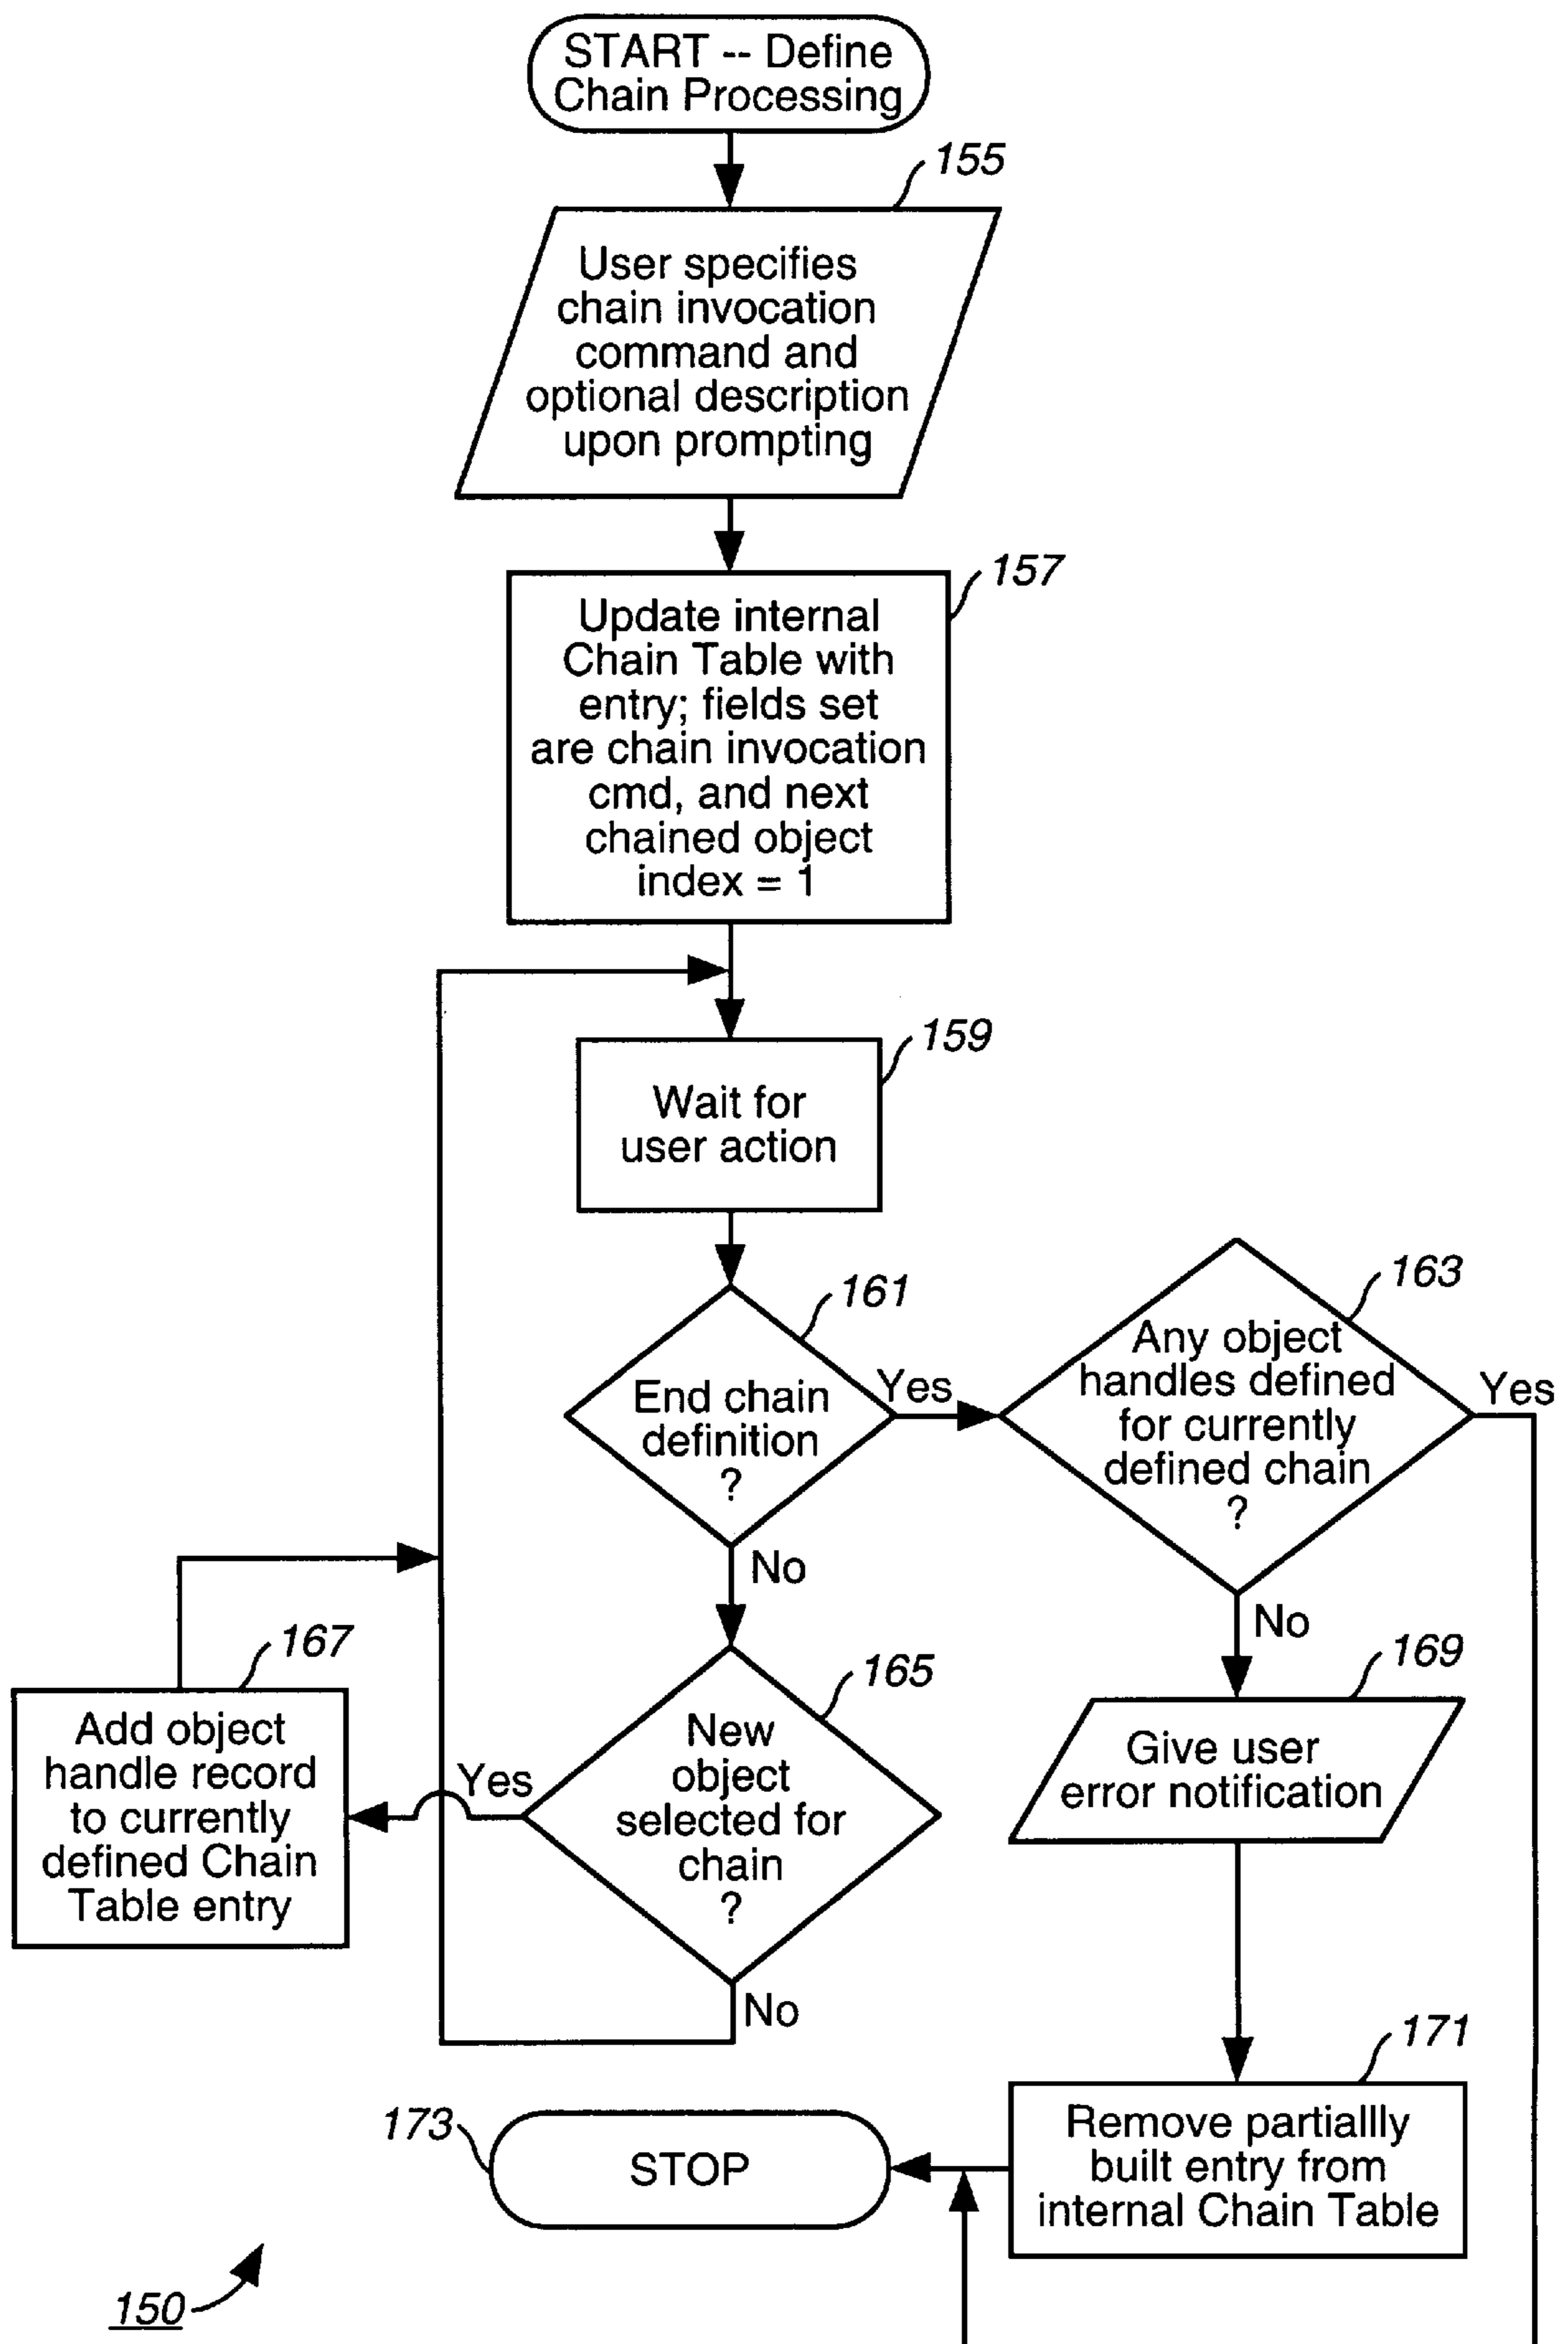 START -- Define
Chain Processing
155
User specifies
chain invocation
command and
optional description
upon prompting
157
Update internal
Chain Table with
entry; fields set
are chain invocation
cmd, and next
chained object
index = 1
159
Wait for
user action
161
End chain
definition
?
Yes
No
163
Any object
handles defined
for currently
defined chain
?
Yes
No
165
New
object
selected for
chain
?
Yes
No
167
Add object
handle record
to currently
defined Chain
Table entry
169
Give user
error notification
171
Remove partiallly
built entry from
internal Chain Table
173
STOP
150